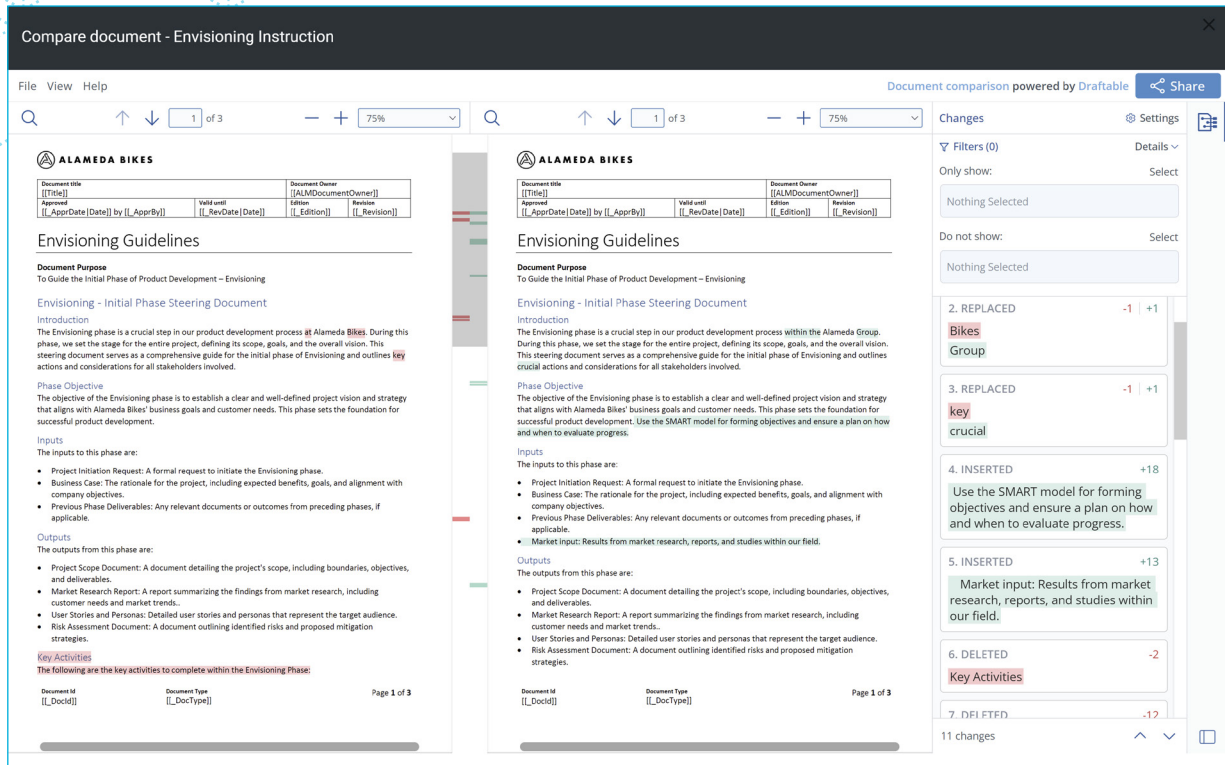 Compare document - Envisioning Instruction
File View Help
Document comparison powered by Draftable
Share
1 of 3
75%
1 of 3
75%
Changes
Settings
ALAMEDA BIKES
Document title
[[Title]]
Document Owner
[[ALMDocumentOwner]]
Approved
[[_ApprDate|Date]] by [[_ApprBy]]
Valid until
[[_RevDate|Date]]
Edition
[[_Edition]]
Revision
[[_Revision]]
Envisioning Guidelines
Document Purpose
To Guide the Initial Phase of Product Development – Envisioning
Envisioning - Initial Phase Steering Document
Introduction
The Envisioning phase is a crucial step in our product development process at Alameda Bikes. During this
phase, we set the stage for the entire project, defining its scope, goals, and the overall vision. This
steering document serves as a comprehensive guide for the initial phase of Envisioning and outlines key
actions and considerations for all stakeholders involved.
Phase Objective
The objective of the Envisioning phase is to establish a clear and well-defined project vision and strategy
that aligns with Alameda Bikes' business goals and customer needs. This phase sets the foundation for
successful product development.
Inputs
The inputs to this phase are:
• Project Initiation Request: A formal request to initiate the Envisioning phase.
• Business Case: The rationale for the project, including expected benefits, goals, and alignment with
company objectives.
• Previous Phase Deliverables: Any relevant documents or outcomes from preceding phases, if
applicable.
Outputs
The outputs from this phase are:
• Project Scope Document: A document detailing the project's scope, including boundaries, objectives,
and deliverables.
• Market Research Report: A report summarizing the findings from market research, including
customer needs and market trends..
• User Stories and Personas: Detailed user stories and personas that represent the target audience.
• Risk Assessment Document: A document outlining identified risks and proposed mitigation
strategies.
Key Activities
The following are the key activities to complete within the Envisioning Phase:
Document Id
[[_DocId]]
Document Type
[[_DocType]]
Page 1 of 3
ALAMEDA BIKES
Document title
[[Title]]
Document Owner
[[ALMDocumentOwner]]
Approved
[[_ApprDate|Date]] by [[_ApprBy]]
Valid until
[[_RevDate|Date]]
Edition
[[_Edition]]
Revision
[[_Revision]]
Envisioning Guidelines
Document Purpose
To Guide the Initial Phase of Product Development – Envisioning
Envisioning - Initial Phase Steering Document
Introduction
The Envisioning phase is a crucial step in our product development process within the Alameda Group.
During this phase, we set the stage for the entire project, defining its scope, goals, and the overall vision.
This steering document serves as a comprehensive guide for the initial phase of Envisioning and outlines
crucial actions and considerations for all stakeholders involved.
Phase Objective
The objective of the Envisioning phase is to establish a clear and well-defined project vision and strategy
that aligns with Alameda Bikes' business goals and customer needs. This phase sets the foundation for
successful product development. Use the SMART model for forming objectives and ensure a plan on how
and when to evaluate progress.
Inputs
The inputs to this phase are:
• Project Initiation Request: A formal request to initiate the Envisioning phase.
• Business Case: The rationale for the project, including expected benefits, goals, and alignment with
company objectives.
• Previous Phase Deliverables: Any relevant documents or outcomes from preceding phases, if
applicable.
• Market input: Results from market research, reports, and studies within our field.
Outputs
The outputs from this phase are:
• Project Scope Document: A document detailing the project's scope, including boundaries, objectives,
and deliverables.
• Market Research Report: A report summarizing the findings from market research, including
customer needs and market trends..
• User Stories and Personas: Detailed user stories and personas that represent the target audience.
• Risk Assessment Document: A document outlining identified risks and proposed mitigation
strategies.
Document Id
[[_DocId]]
Document Type
[[_DocType]]
Page 1 of 3
Filters (0)
Details
Only show:
Select
Nothing Selected
Do not show:
Select
Nothing Selected
2. REPLACED -1 +1
Bikes
Group
3. REPLACED -1 +1
key
crucial
4. INSERTED +18
Use the SMART model for forming
objectives and ensure a plan on how
and when to evaluate progress.
5. INSERTED +13
Market input: Results from market
research, reports, and studies within
our field.
6. DELETED -2
Key Activities
7. DELETED -12
11 changes